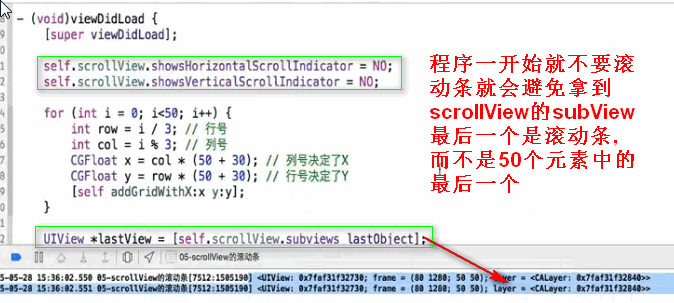 - (void)viewDidLoad {
[super viewDidLoad];
self.scrollView.showsHorizontalScrollIndicator = NO;
self.scrollView.showsVerticalScrollIndicator = NO;
for (int i = 0; i<50; i++) {
int row = i / 3; // 行号
int col = i % 3; // 列号
CGFloat x = col * (50 + 30); // 列号决定了X
CGFloat y = row * (50 + 30); // 行号决定了Y
[self addGridWithX:x y:y];
}
UIView *lastView = [self.scrollView.subviews lastObject];
程序一开始就不要滚
动条就会避免拿到
scrollView的subView
最后一个是滚动条,
而不是50个元素中的
最后一个
05-scrollView的滚动条
15-05-28 15:36:02.550 05-scrollView的滚动条[7512:1505190] <UIView: 0x7faf31f32730; frame = (80 1280; 50 50); layer = <CALayer: 0x7faf31f32840>>
15-05-28 15:36:02.551 05-scrollView的滚动条[7512:1505190] <UIView: 0x7faf31f32730; frame = (80 1280; 50 50); layer = <CALayer: 0x7faf31f32840>>